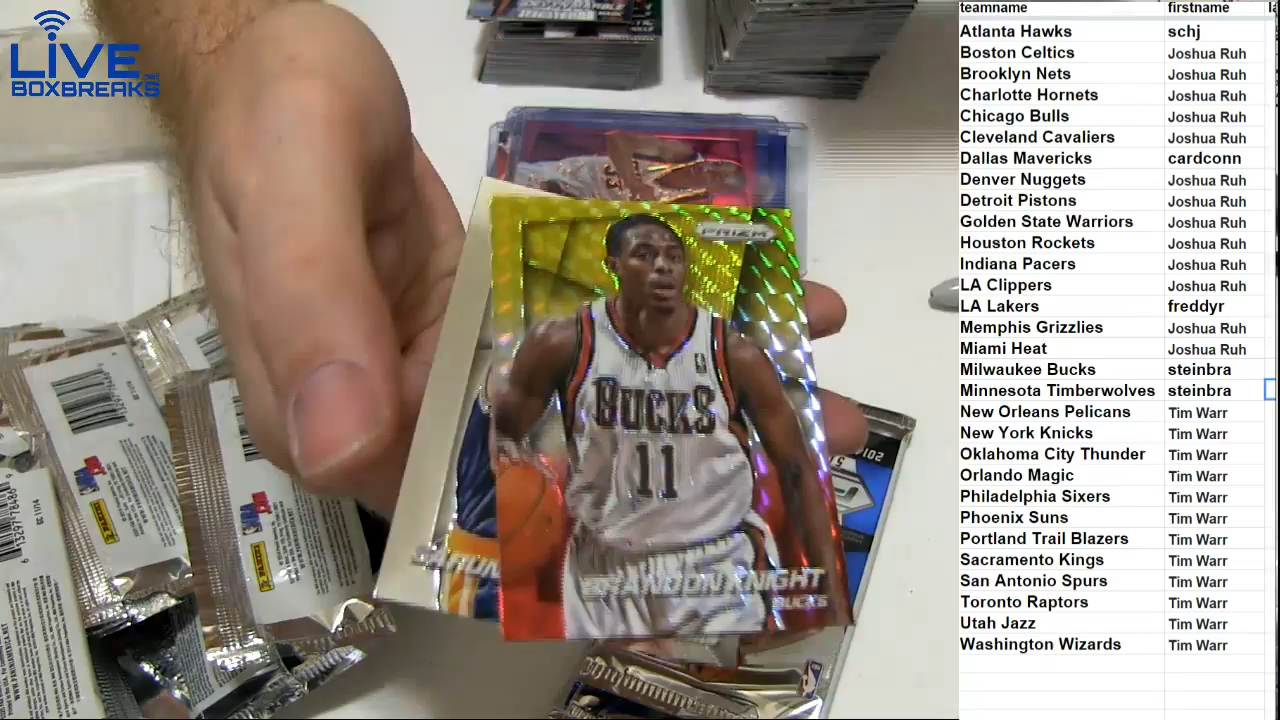 LIVE
BOXBREAKS
PRIZM
BUCKS
11
BRANDON KNIGHT
BUCKS
teamname firstname
Atlanta Hawks schj
Boston Celtics Joshua Ruh
Brooklyn Nets Joshua Ruh
Charlotte Hornets Joshua Ruh
Chicago Bulls Joshua Ruh
Cleveland Cavaliers Joshua Ruh
Dallas Mavericks cardconn
Denver Nuggets Joshua Ruh
Detroit Pistons Joshua Ruh
Golden State Warriors Joshua Ruh
Houston Rockets Joshua Ruh
Indiana Pacers Joshua Ruh
LA Clippers Joshua Ruh
LA Lakers freddyr
Memphis Grizzlies Joshua Ruh
Miami Heat Joshua Ruh
Milwaukee Bucks steinbra
Minnesota Timberwolves steinbra
New Orleans Pelicans Tim Warr
New York Knicks Tim Warr
Oklahoma City Thunder Tim Warr
Orlando Magic Tim Warr
Philadelphia Sixers Tim Warr
Phoenix Suns Tim Warr
Portland Trail Blazers Tim Warr
Sacramento Kings Tim Warr
San Antonio Spurs Tim Warr
Toronto Raptors Tim Warr
Utah Jazz Tim Warr
Washington Wizards Tim Warr